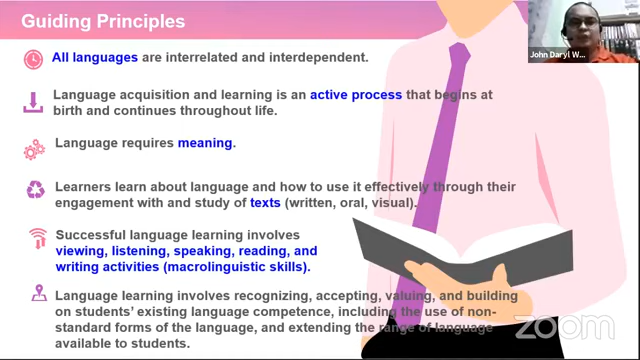 Guiding Principles
John Daryl W...
All languages are interrelated and interdependent.
Language acquisition and learning is an active process that begins at
birth and continues throughout life.
Language requires meaning.
Learners learn about language and how to use it effectively through their
engagement with and study of texts (written, oral, visual).
Successful language learning involves
viewing, listening, speaking, reading, and
writing activities (macrolinguistic skills).
Language learning involves recognizing, accepting, valuing, and building
on students' existing language competence, including the use of non-
standard forms of the language, and extending the range of language
available to students.
zoom